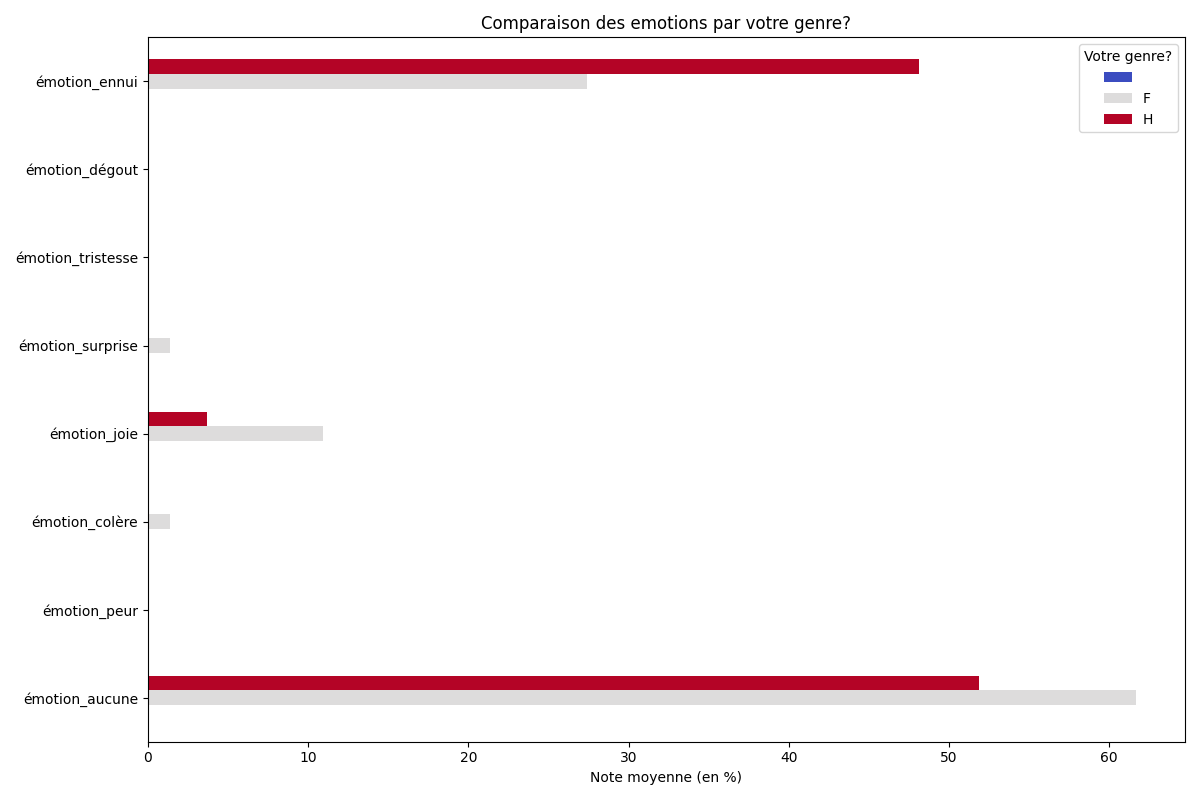 Comparaison des emotions par votre genre?
Votre genre?
F
H
émotion_ennui
émotion_dégout
émotion_tristesse
émotion_surprise
émotion_joie
émotion_colère
émotion_peur
émotion_aucune
0 10 20 30 40 50 60
Note moyenne (en %)